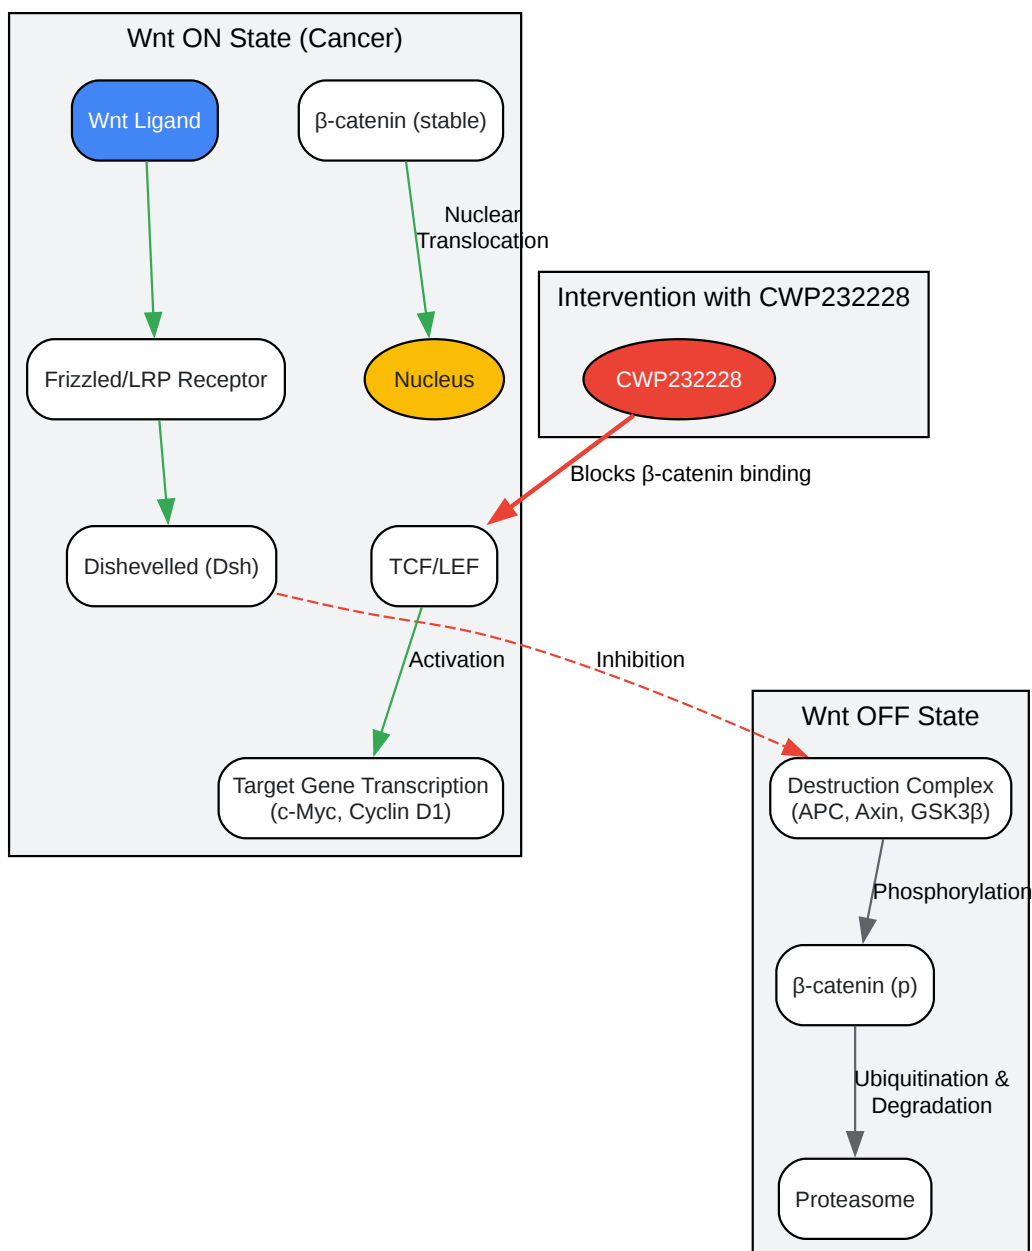 Wnt ON State (Cancer)
Wnt Ligand
β-catenin (stable)
Nuclear
Translocation
Intervention with CWP232228
Frizzled/LRP Receptor
Nucleus
CWP232228
Blocks β-catenin binding
Dishevelled (Dsh)
TCF/LEF
Activation
Inhibition
Wnt OFF State
Target Gene Transcription
(c-Myc, Cyclin D1)
Destruction Complex
(APC, Axin, GSK3β)
Phosphorylation
β-catenin (p)
Ubiquitination &
Degradation
Proteasome